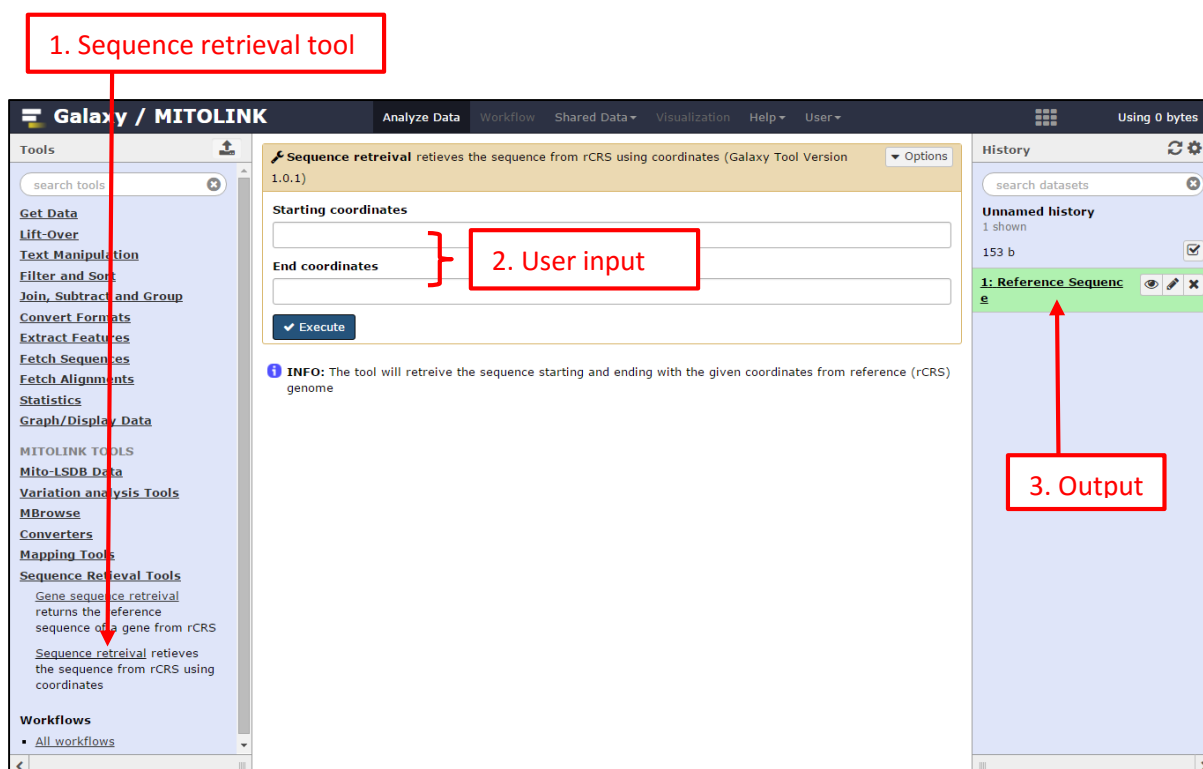 1. Sequence retrieval tool
Galaxy / MITOLINK
Analyze Data Workflow Shared Data Visualization Help User
Using 0 bytes
Tools
search tools
Get Data
Lift-Over
Text Manipulation
Filter and Sort
Join, Subtract and Group
Convert Formats
Extract Features
Fetch Sequences
Fetch Alignments
Statistics
Graph/Display Data
MITOLINK TOOLS
Mito-LSDB Data
Variation analysis Tools
MBrowse
Converters
Mapping Tools
Sequence Retieval Tools
Gene sequence retreival
returns the reference
sequence of a gene from rCRS
Sequence retreival retieves
the sequence from rCRS using
coordinates
Workflows
All workflows
Sequence retreival retieves the sequence from rCRS using coordinates (Galaxy Tool Version
1.0.1)
Options
Starting coordinates
2. User input
End coordinates
Execute
INFO: The tool will retreive the sequence starting and ending with the given coordinates from reference (rCRS)
genome
History
search datasets
Unnamed history
1 shown
153 b
1: Reference Sequenc
e
3. Output